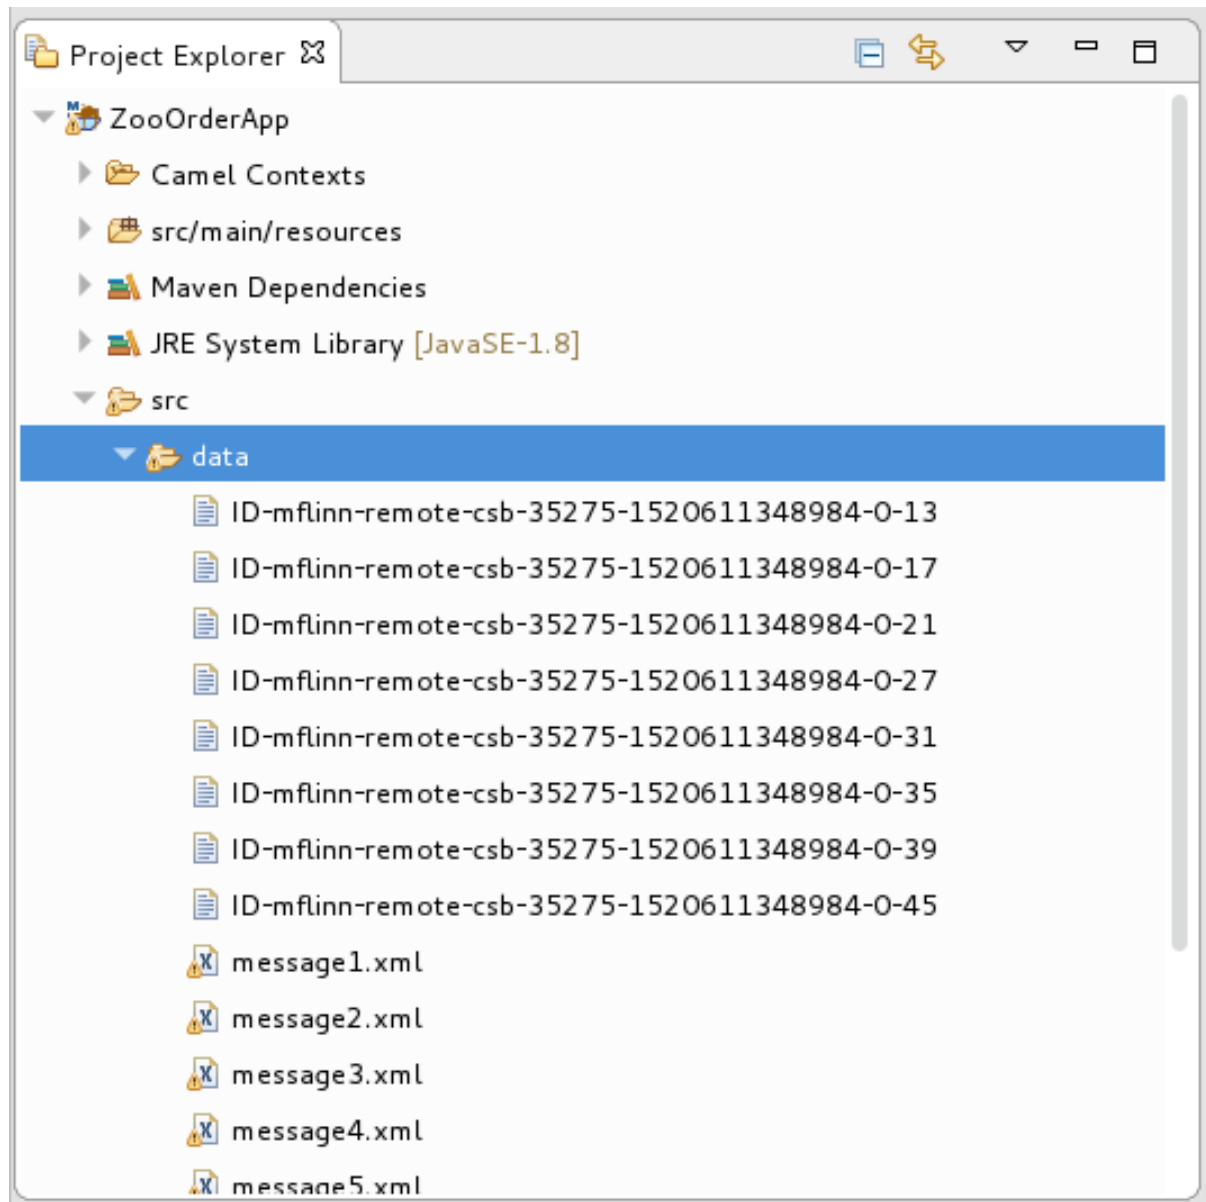 Project Explorer
ZooOrderApp
Camel Contexts
src/main/resources
Maven Dependencies
JRE System Library [JavaSE-1.8]
src
data
ID-mflinn-remote-csb-35275-1520611348984-0-13
ID-mflinn-remote-csb-35275-1520611348984-0-17
ID-mflinn-remote-csb-35275-1520611348984-0-21
ID-mflinn-remote-csb-35275-1520611348984-0-27
ID-mflinn-remote-csb-35275-1520611348984-0-31
ID-mflinn-remote-csb-35275-1520611348984-0-35
ID-mflinn-remote-csb-35275-1520611348984-0-39
ID-mflinn-remote-csb-35275-1520611348984-0-45
message1.xml
message2.xml
message3.xml
message4.xml
message5.xml